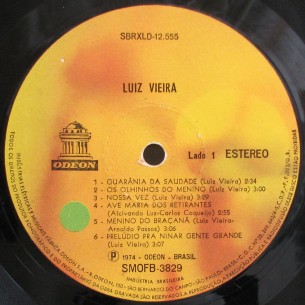 SBRXLD-12.555
LUIZ VIEIRA
ODEON
Lado 1 ESTEREO
1 - GUARÂNIA DA SAUDADE (Luiz Vieira) 2:34
2 - OS OLHINHOS DO MENINO (Luiz Vieira) 3:00
3 - NOSSA VEZ (Luiz Vieira) 3:29
4 - AVE MARIA DOS RETIRANTES
(Alcivando Luz-Carlos Coqueijo) 2:45
5 - MENINO DO BRAÇANÃ (Luiz Vieira-
Arnaldo Passos) 3:06
6 - PRELÚDIO PRA NINAR GENTE GRANDE
(Luiz Vieira) 3:07
Ⓟ 1974 - ODEON - BRASIL
SMOFB-3829
INDÚSTRIA BRASILEIRA